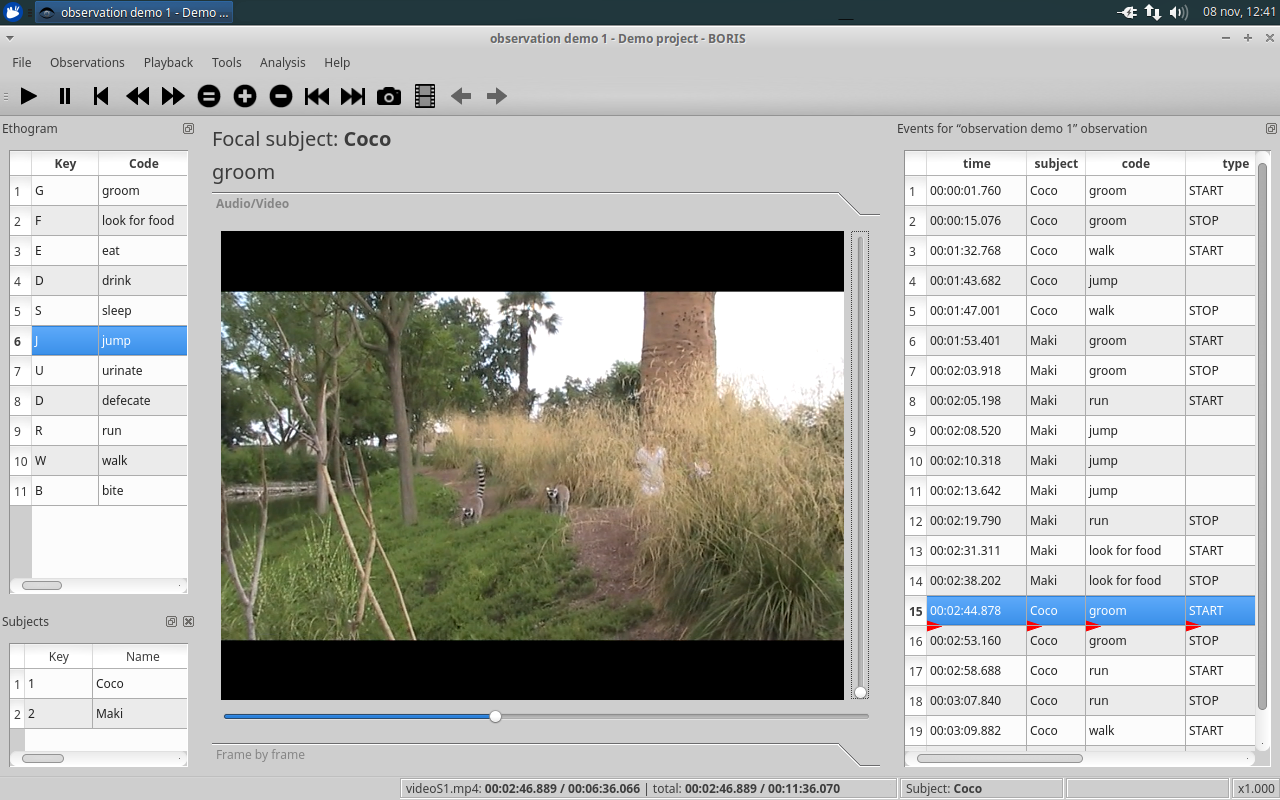 observation demo 1 - Demo ...
08 nov, 12:41
observation demo 1 - Demo project - BORIS
File Observations Playback Tools Analysis Help
Ethogram
Key Code
1 G groom
2 F look for food
3 E eat
4 D drink
5 S sleep
6 J jump
7 U urinate
8 D defecate
9 R run
10 W walk
11 B bite
Subjects
Key Name
1 1 Coco
2 2 Maki
Focal subject: Coco
groom
Audio/Video
Frame by frame
Events for “observation demo 1” observation
time subject code type
1 00:00:01.760 Coco groom START
2 00:00:15.076 Coco groom STOP
3 00:01:32.768 Coco walk START
4 00:01:43.682 Coco jump
5 00:01:47.001 Coco walk STOP
6 00:01:53.401 Maki groom START
7 00:02:03.918 Maki groom STOP
8 00:02:05.198 Maki run START
9 00:02:08.520 Maki jump
10 00:02:10.318 Maki jump
11 00:02:13.642 Maki jump
12 00:02:19.790 Maki run STOP
13 00:02:31.311 Maki look for food START
14 00:02:38.202 Maki look for food STOP
15 00:02:44.878 Coco groom START
16 00:02:53.160 Coco groom STOP
17 00:02:58.688 Coco run START
18 00:03:07.840 Coco run STOP
19 00:03:09.882 Coco walk START
videoS1.mp4: 00:02:46.889 / 00:06:36.066 | total: 00:02:46.889 / 00:11:36.070
Subject: Coco
x1.000